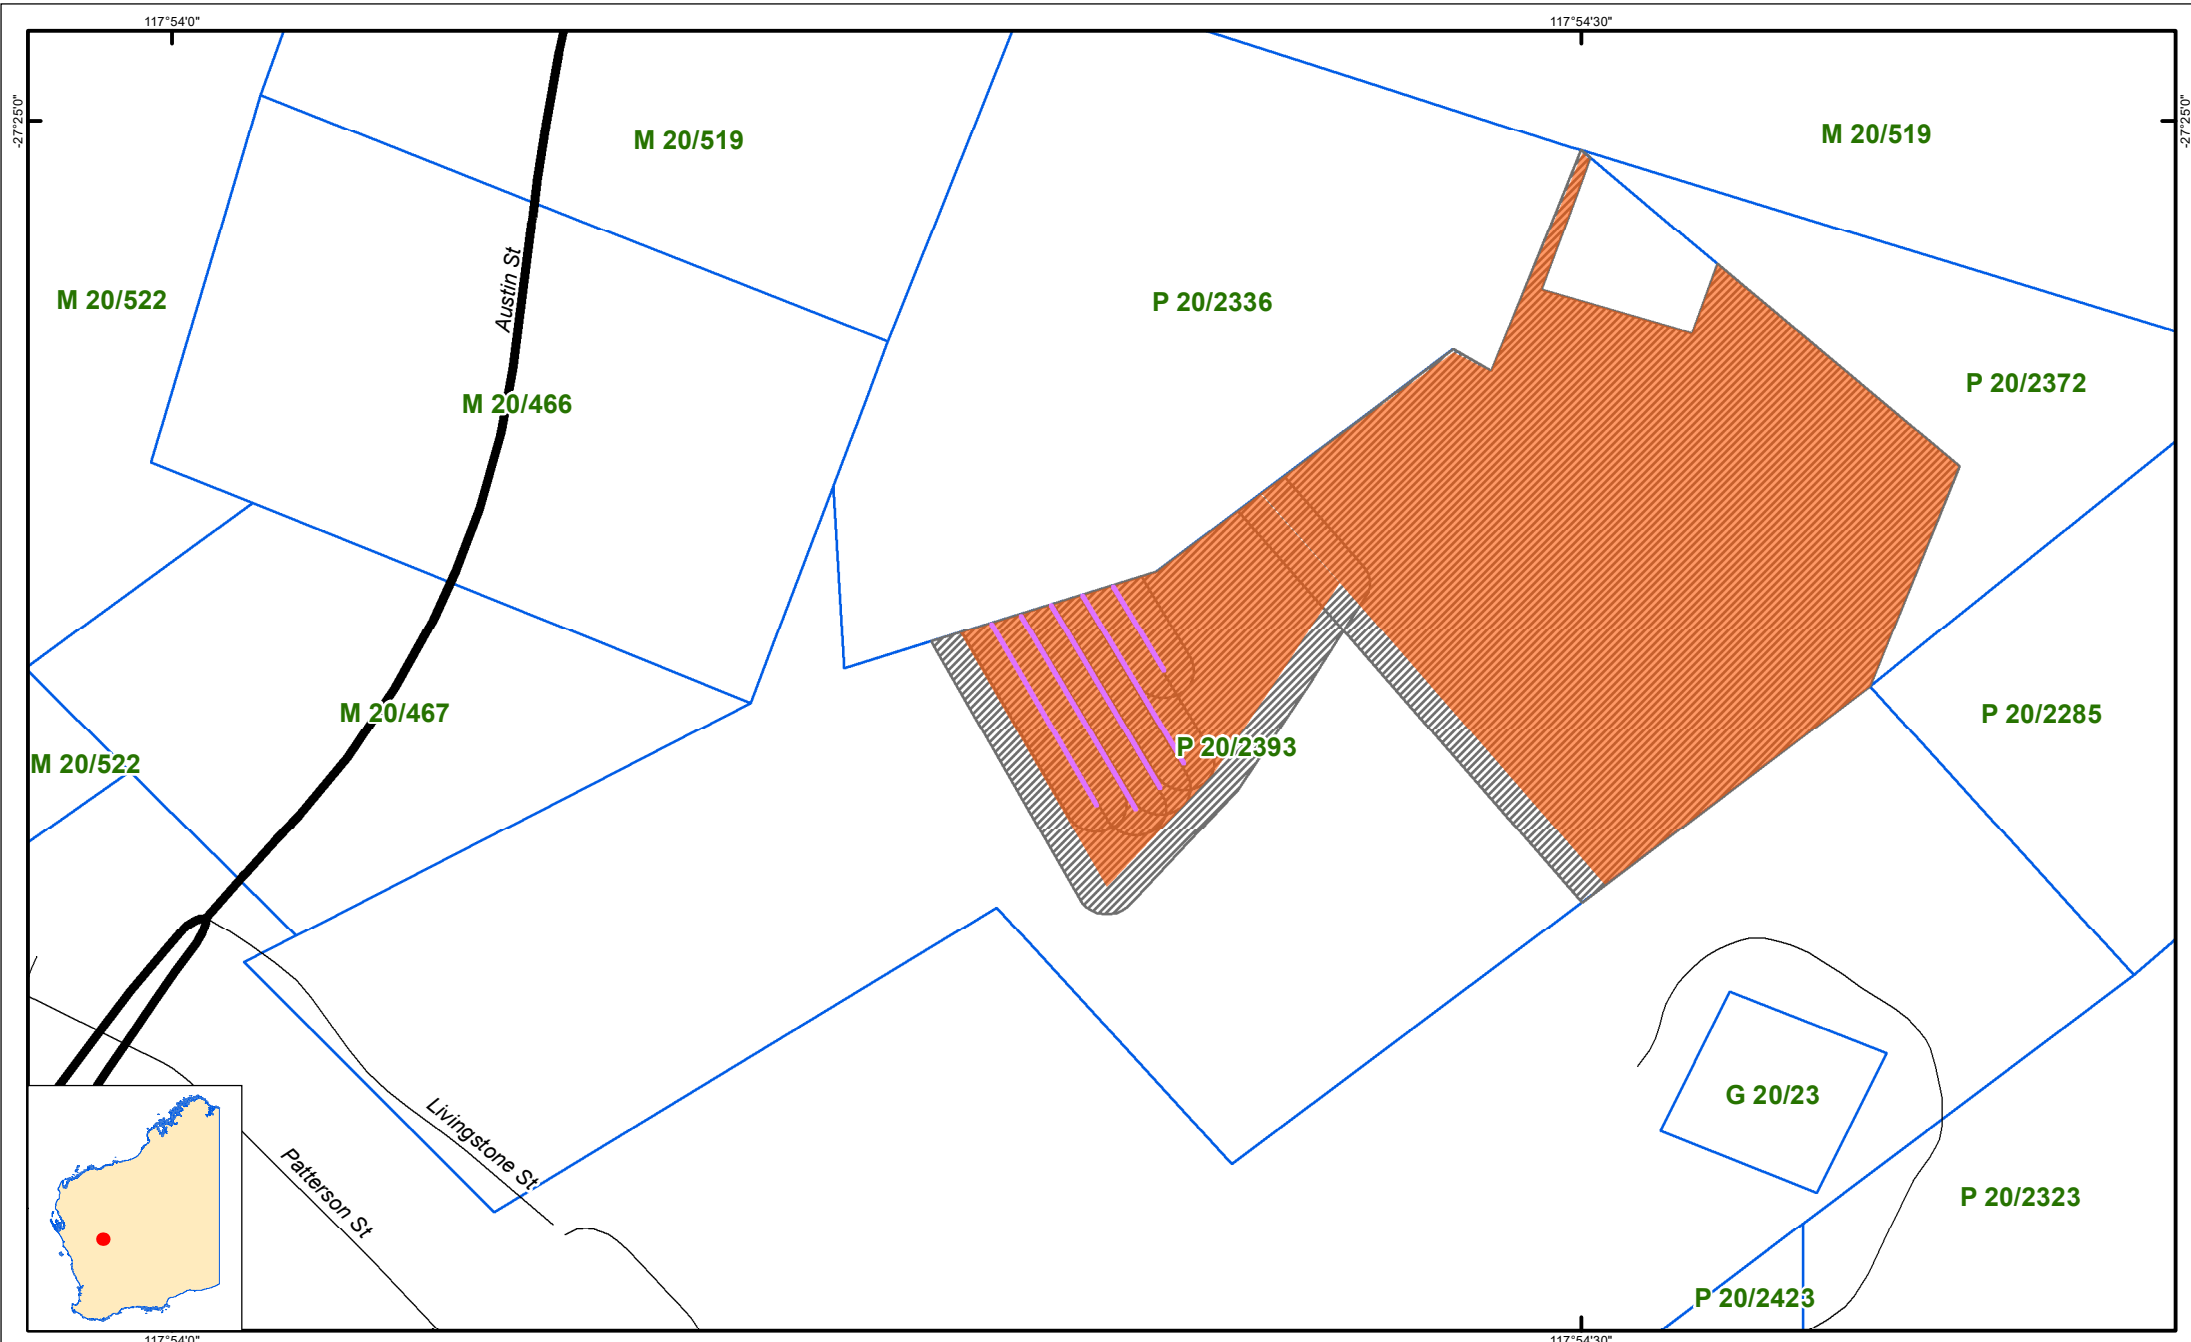 117°54'0"
117°54'30"
-27°25'0"
-27°25'0"
M 20/519
M 20/519
Austin St
M 20/522
P 20/2336
P 20/2372
M 20/466
M 20/467
P 20/2285
P 20/2393
M 20/522
G 20/23
Livingstone St
Patterson St
P 20/2323
P 20/2423
117°54'0"
117°54'30"